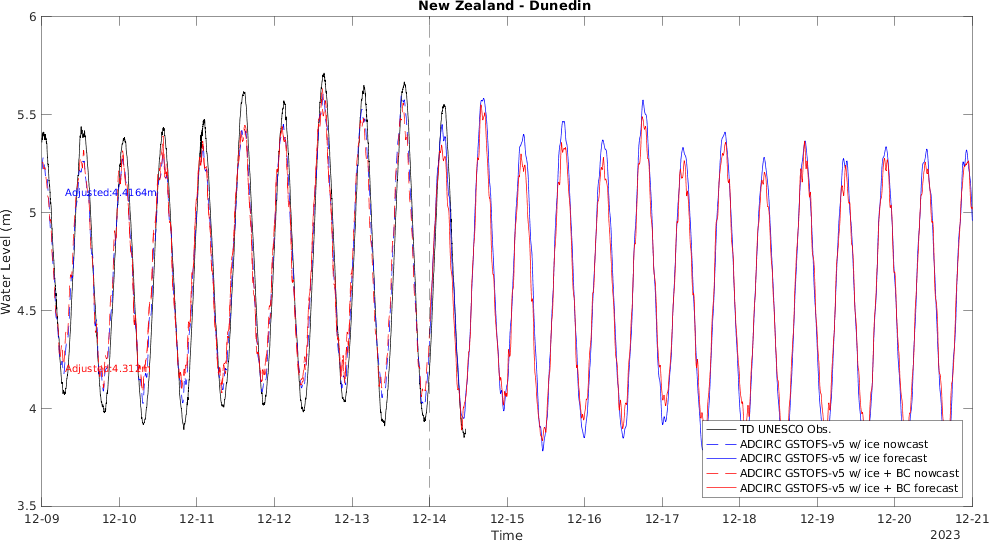 New Zealand - Dunedin
6
5.5
5
4.5
4
3.5
Water Level (m)
Adjusted:4.4164m
Adjusted:4.312m
TD UNESCO Obs.
ADCIRC GSTOFS-v5 w/ ice nowcast
ADCIRC GSTOFS-v5 w/ ice forecast
ADCIRC GSTOFS-v5 w/ ice + BC nowcast
ADCIRC GSTOFS-v5 w/ ice + BC forecast
12-09 12-10 12-11 12-12 12-13 12-14 12-15 12-16 12-17 12-18 12-19 12-20 12-21
Time
2023